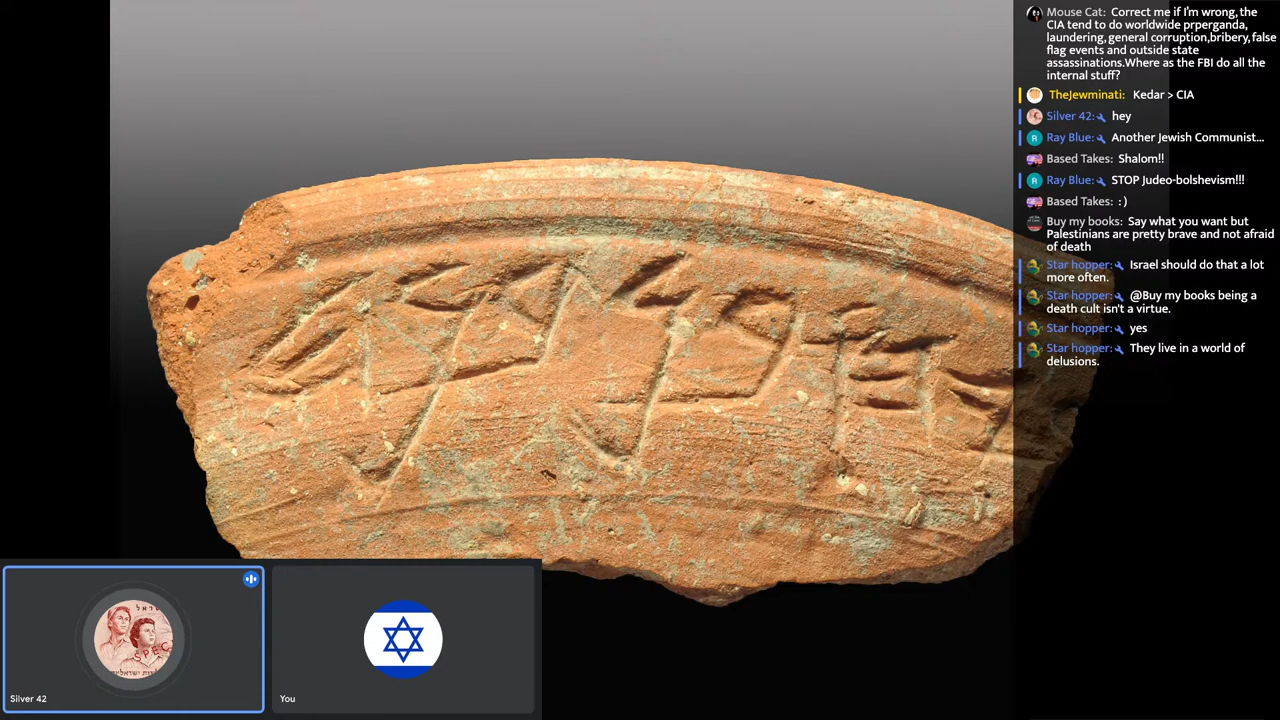 Mouse Cat: Correct me if I'm wrong, the
CIA tend to do worldwide prperganda,
laundering, general corruption,bribery, false
flag events and outside state
assassinations.Where as the FBI do all the
internal stuff?
TheJewminati: Kedar > CIA
Silver 42: hey
Ray Blue: Another Jewish Communist...
Based Takes: Shalom!!
Ray Blue: STOP Judeo-bolshevism!!!
Based Takes: : )
Buy my books: Say what you want but
Palestinians are pretty brave and not afraid
of death
Star hopper: Israel should do that a lot
more often.
Star hopper: @Buy my books being a
death cult isn't a virtue.
Star hopper: yes
Star hopper: They live in a world of
delusions.
SPEC
Silver 42
You